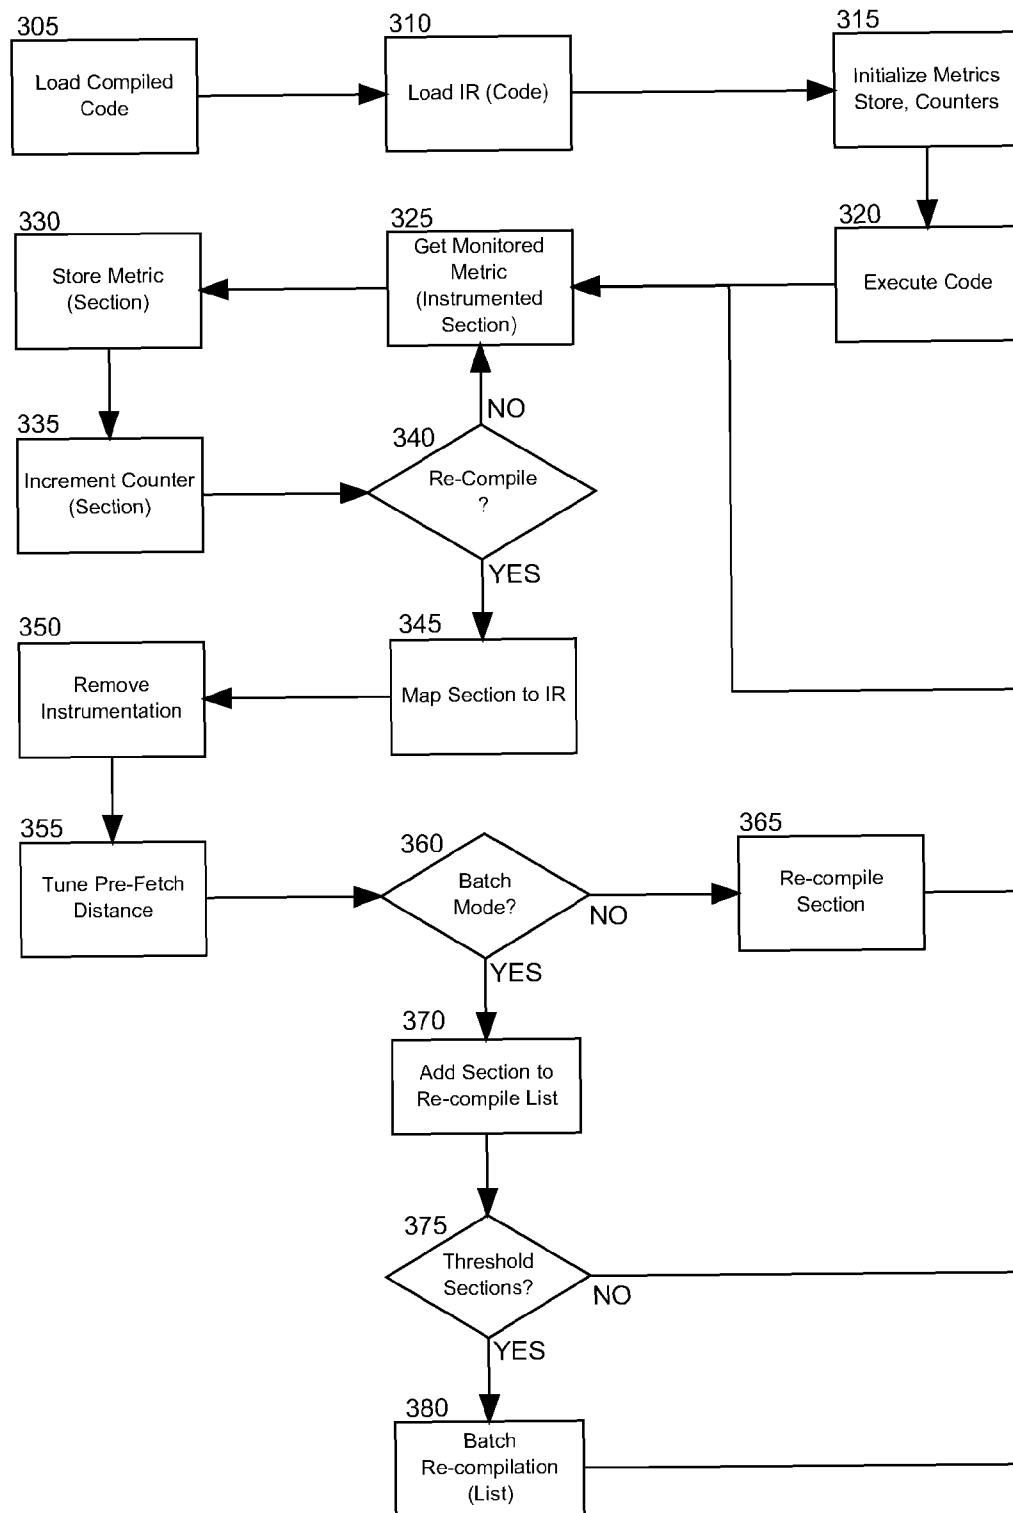 305
Load Compiled
Code
310
Load IR (Code)
315
Initialize Metrics
Store, Counters
330
Store Metric
(Section)
325
Get Monitored
Metric
(Instrumented
Section)
320
Execute Code
NO
335
Increment Counter
(Section)
340
Re-Compile
?
YES
350
Remove
Instrumentation
345
Map Section to IR
355
Tune Pre-Fetch
Distance
360
Batch
Mode?
NO
365
Re-compile
Section
YES
370
Add Section to
Re-compile List
375
Threshold
Sections?
NO
YES
380
Batch
Re-compilation
(List)